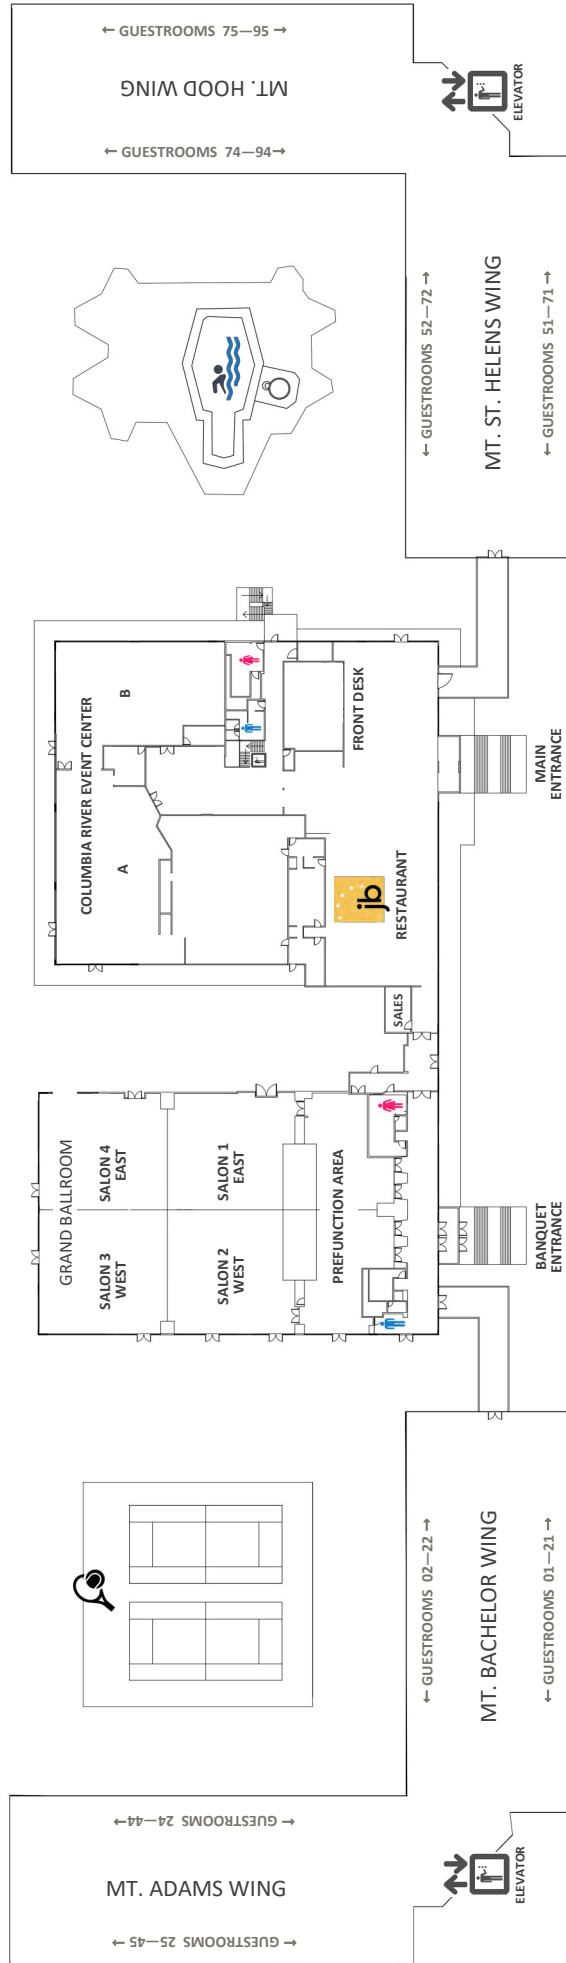 ← GUESTROOMS 75—95 →
MT. HOOD WING
← GUESTROOMS 74—94→
ELEVATOR
← GUESTROOMS 52—72 →
MT. ST. HELENS WING
← GUESTROOMS 51—71→
COLUMBIA RIVER EVENT CENTER
B
A
FRONT DESK
MAIN
ENTRANCE
jb
RESTAURANT
SALES
GRAND BALLROOM
SALON 4
EAST
SALON 1
EAST
SALON 3
WEST
SALON 2
WEST
PREFUNCTION AREA
BANQUET
ENTRANCE
← GUESTROOMS 02—22 →
MT. BACHELOR WING
← GUESTROOMS 01—21 →
← GUESTROOMS 24—44→
MT. ADAMS WING
← GUESTROOMS 25—45 →
ELEVATOR